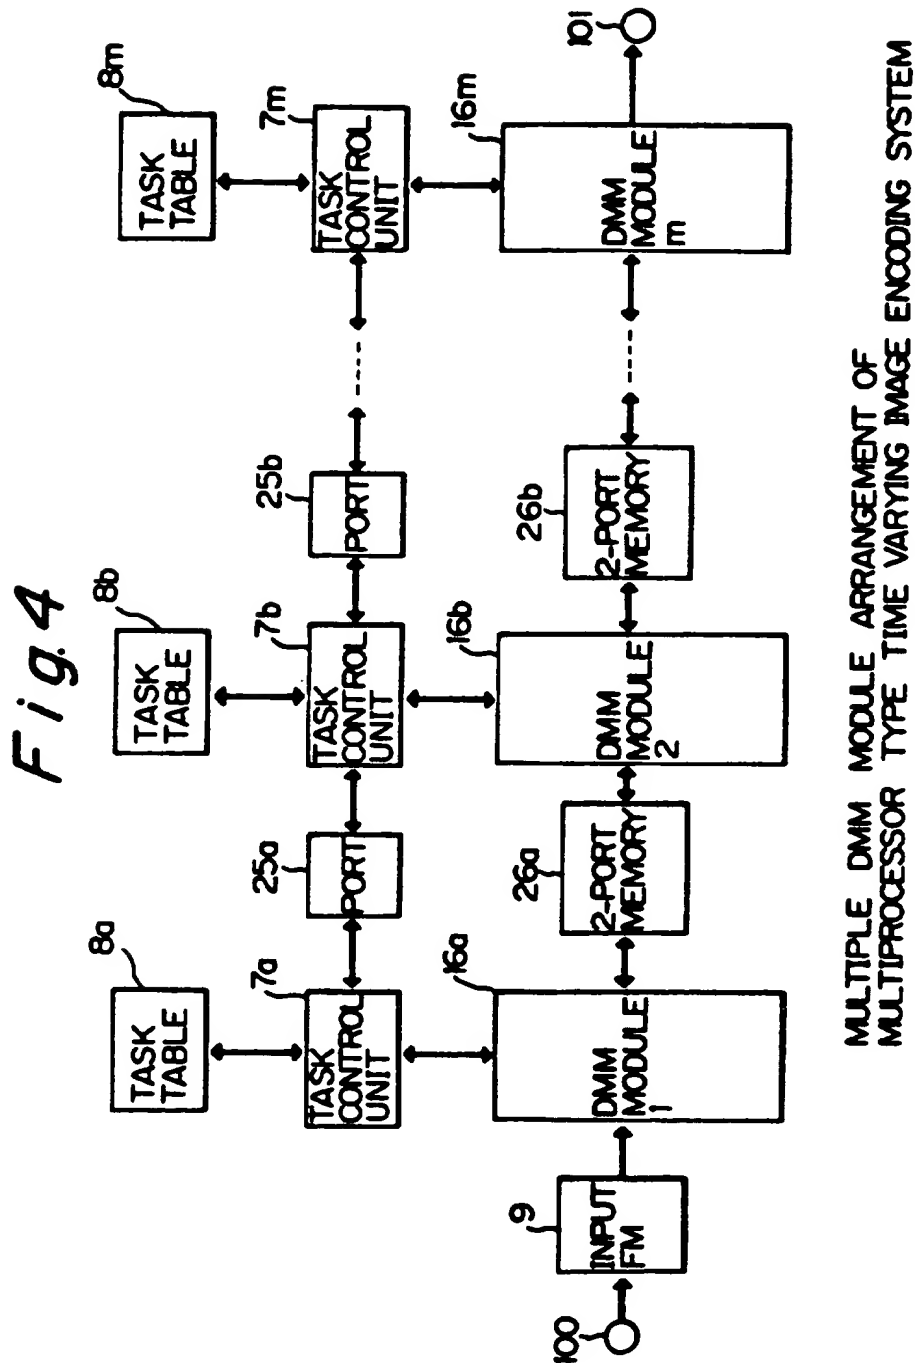 Fig. 4
8a
TASK
TABLE
8b
TASK
TABLE
8m
TASK
TABLE
7a
TASK
CONTROL
UNIT
25a
PORT
7b
TASK
CONTROL
UNIT
25b
PORT
7m
TASK
CONTROL
UNIT
100
9
INPUT
FM
16a
DMM
MODULE
1
26a
2-PORT
MEMORY
16b
DMM
MODULE
2
26b
2-PORT
MEMORY
16m
DMM
MODULE
m
101
MULTIPLE DMM MODULE ARRANGEMENT OF
MULTIPROCESSOR TYPE TIME VARYING IMAGE ENCODING SYSTEM